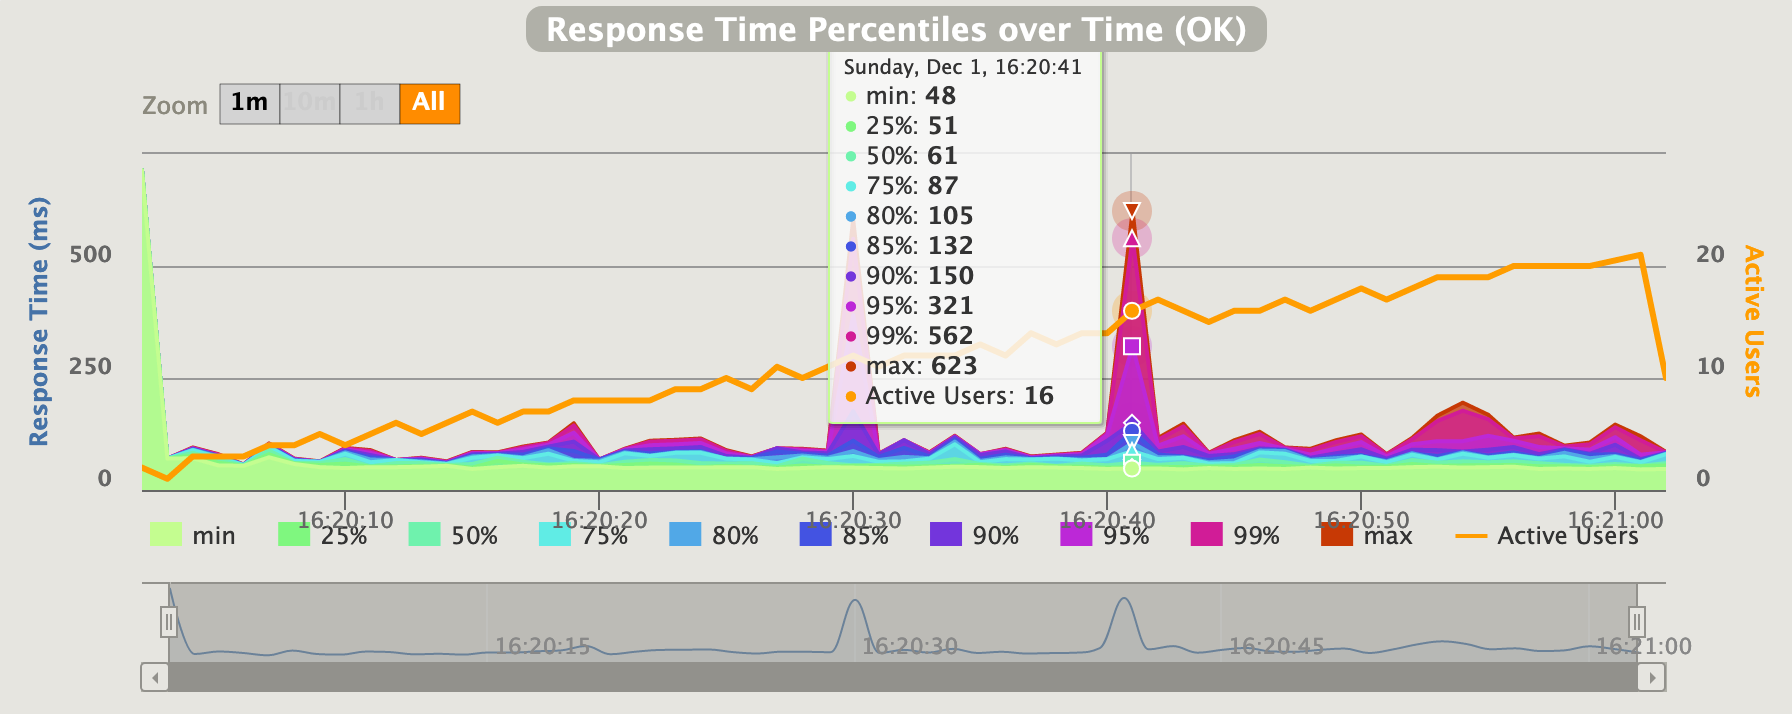 Response Time Percentiles over Time (OK)
Zoom 1m 10m 1h All
Sunday, Dec 1, 16:20:41
min: 48
25%: 51
50%: 61
75%: 87
80%: 105
85%: 132
90%: 150
95%: 321
99%: 562
max: 623
Active Users: 16
Response Time (ms)
500
250
0
20
10
0
Active Users
16:20:10 16:20:20 16:20:30 16:20:40 16:20:50 16:21:00
min 25% 50% 75% 80% 85% 90% 95% 99% max Active Users
16:20:15 16:20:30 16:20:45 16:21:00